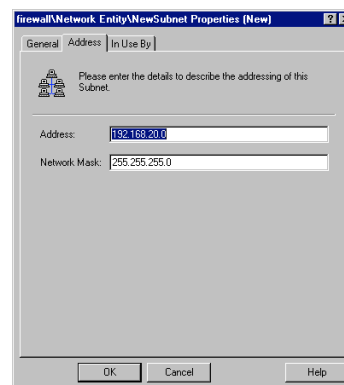 firewall\Network Entity\NewSubnet Properties (New)
General Address In Use By
Please enter the details to describe the addressing of this
Subnet.
Address: 192.168.20.0
Network Mask: 255.255.255.0
OK Cancel Help